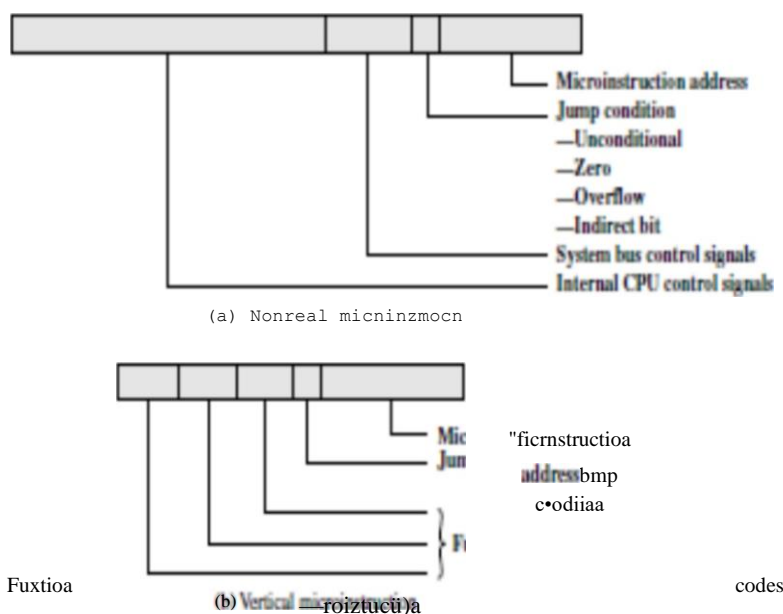 Microinstruction address
Jump condition
—Unconditional
—Zero
—Overflow
—Indirect bit
System bus control signals
Internal CPU control signals
(a) Nonreal micninzmocn
Mic "ficrnstructioa
Jun addressbmp
c•odiiaa
Fuxtioa codes
(b) Vertical —roiztucü)a